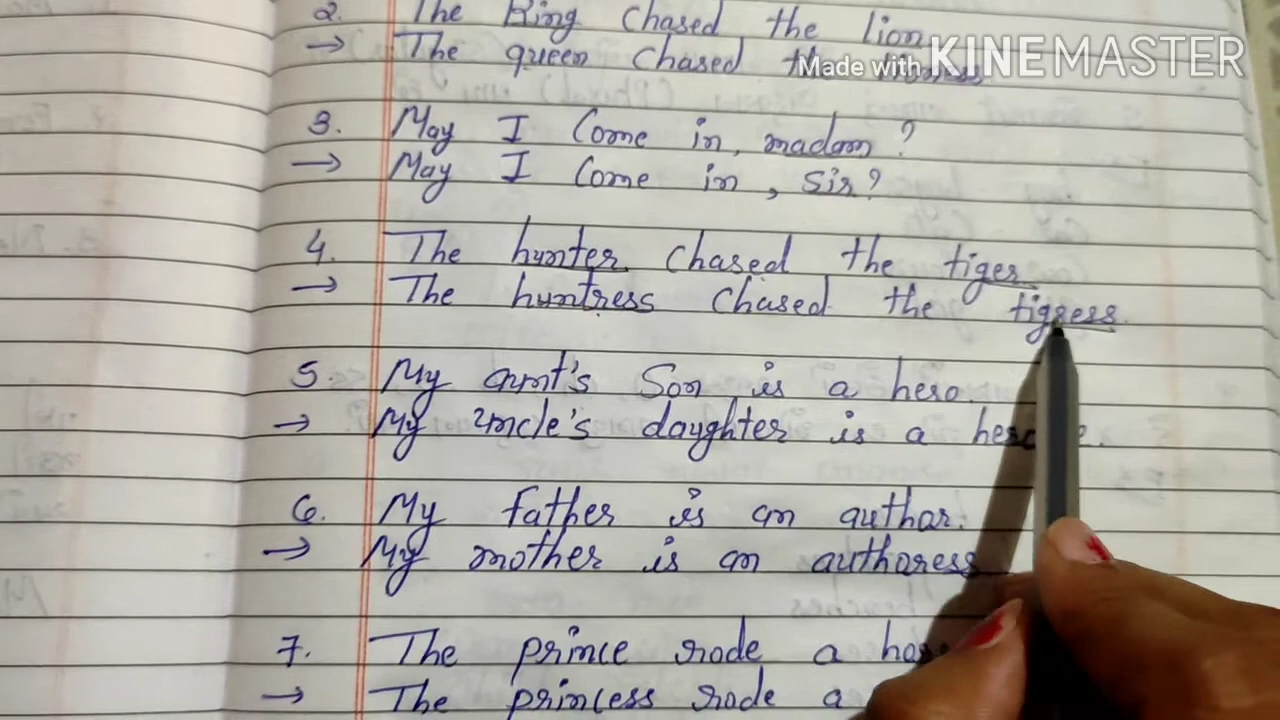 2. The King chased the lion
→ The queen chased
Made with KINEMASTER
3. May I Come in, madam?
→ May I Come in, Sir?
4. The hunter chased the tiger.
→ The huntress chased the tigress.
5. My aunt's Son is a hero.
→ My uncle's daughter is a
6. My father is an author.
→ My mother is an authoress
7. The prince rode a
→ The princess rode a